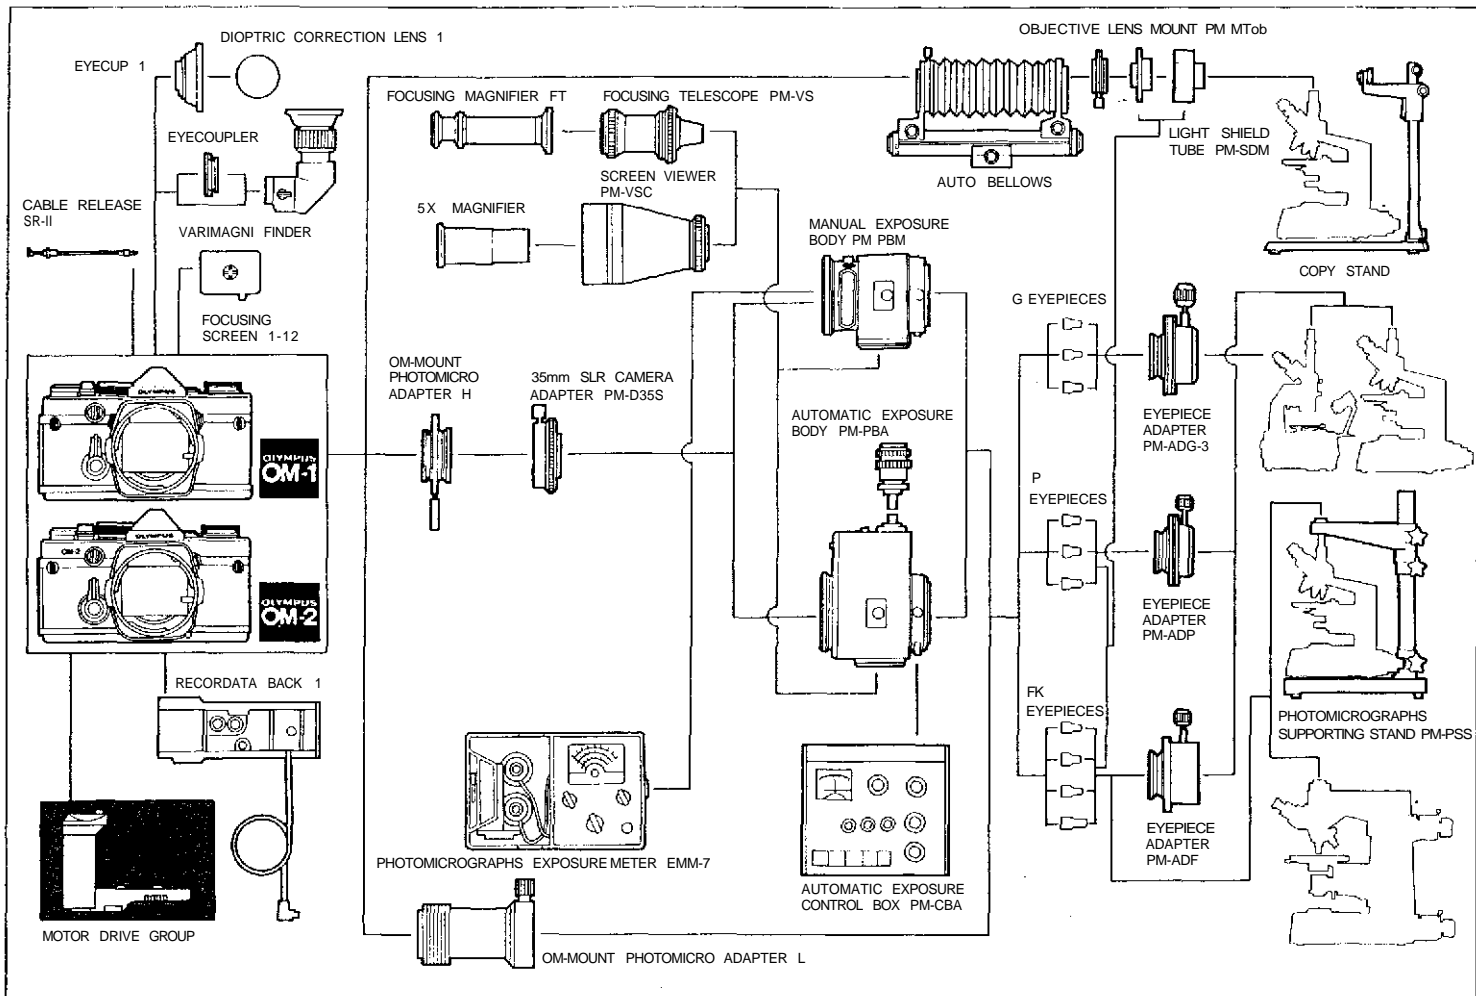 DIOPTRIC CORRECTION LENS 1
EYECUP 1
EYECOUPLER
CABLE RELEASE
SR-II
VARIMAGNI FINDER
FOCUSING
SCREEN 1-12
OLYMPUS
OLYMPUS
OM-1
OLYMPUS
OM-2
OLYMPUS
OM-2
RECORDATA BACK 1
MOTOR DRIVE GROUP
FOCUSING MAGNIFIER FT
FOCUSING TELESCOPE PM-VS
SCREEN VIEWER
PM-VSC
5X MAGNIFIER
OM-MOUNT
PHOTOMICRO
ADAPTER H
35mm SLR CAMERA
ADAPTER PM-D35S
PHOTOMICROGRAPHS EXPOSURE METER EMM-7
OM-MOUNT PHOTOMICRO ADAPTER L
OBJECTIVE LENS MOUNT PM MTob
AUTO BELLOWS
LIGHT SHIELD
TUBE PM-SDM
MANUAL EXPOSURE
BODY PM PBM
AUTOMATIC EXPOSURE
BODY PM-PBA
AUTOMATIC EXPOSURE
CONTROL BOX PM-CBA
COPY STAND
G EYEPIECES
EYEPIECE
ADAPTER
PM-ADG-3
P
EYEPIECES
EYEPIECE
ADAPTER
PM-ADP
FK
EYEPIECES
EYEPIECE
ADAPTER
PM-ADF
PHOTOMICROGRAPHS
SUPPORTING STAND PM-PSS